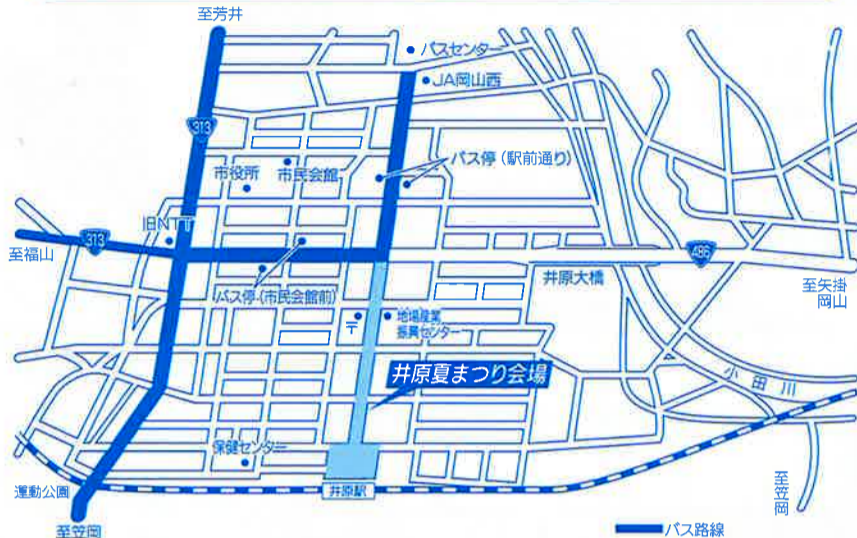 至芳井
バスセンター
JA岡山西
313
バス停（駅前通り）
市役所
市民会館
旧NTT
313
至福山
486
井原大橋
至矢掛
岡山
バス停（市民会館前）
〒
地場産業
振興センター
井原夏まつり会場
小田川
保健センター
運動公園
井原駅
至笠岡
至笠岡
バス路線